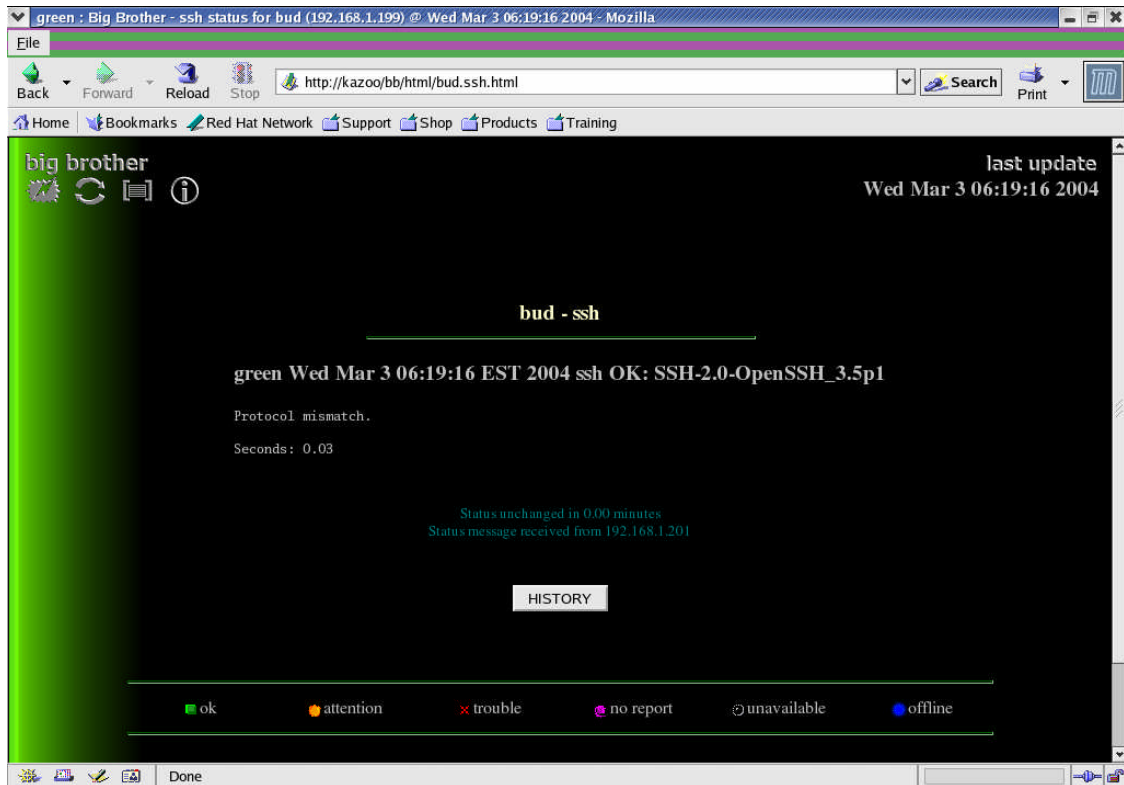 green : Big Brother - ssh status for bud (192.168.1.199) @ Wed Mar 3 06:19:16 2004 - Mozilla
File
Back Forward Reload Stop http://kazoo/bb/html/bud.ssh.html Search Print
Home Bookmarks Red Hat Network Support Shop Products Training
big brother
last update
Wed Mar 3 06:19:16 2004
bud - ssh
green Wed Mar 3 06:19:16 EST 2004 ssh OK: SSH-2.0-OpenSSH_3.5p1
Protocol mismatch.
Seconds: 0.03
Status unchanged in 0.00 minutes
Status message received from 192.168.1.201
HISTORY
ok attention trouble no report unavailable offline
Done